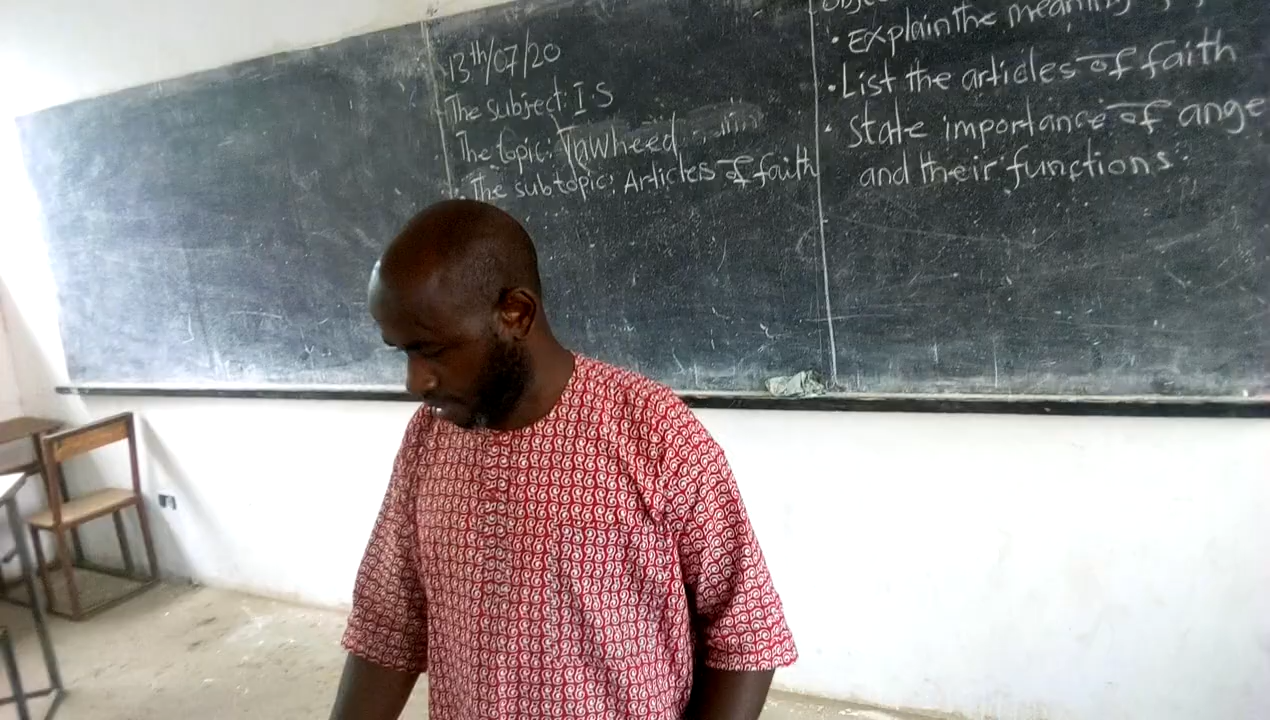 13th/07/20
The subject: I S
The topic: Tawheed
The subtopic: Articles of faith
• Explain the meaning
• List the articles of faith
• State importance of ange
and their functions.